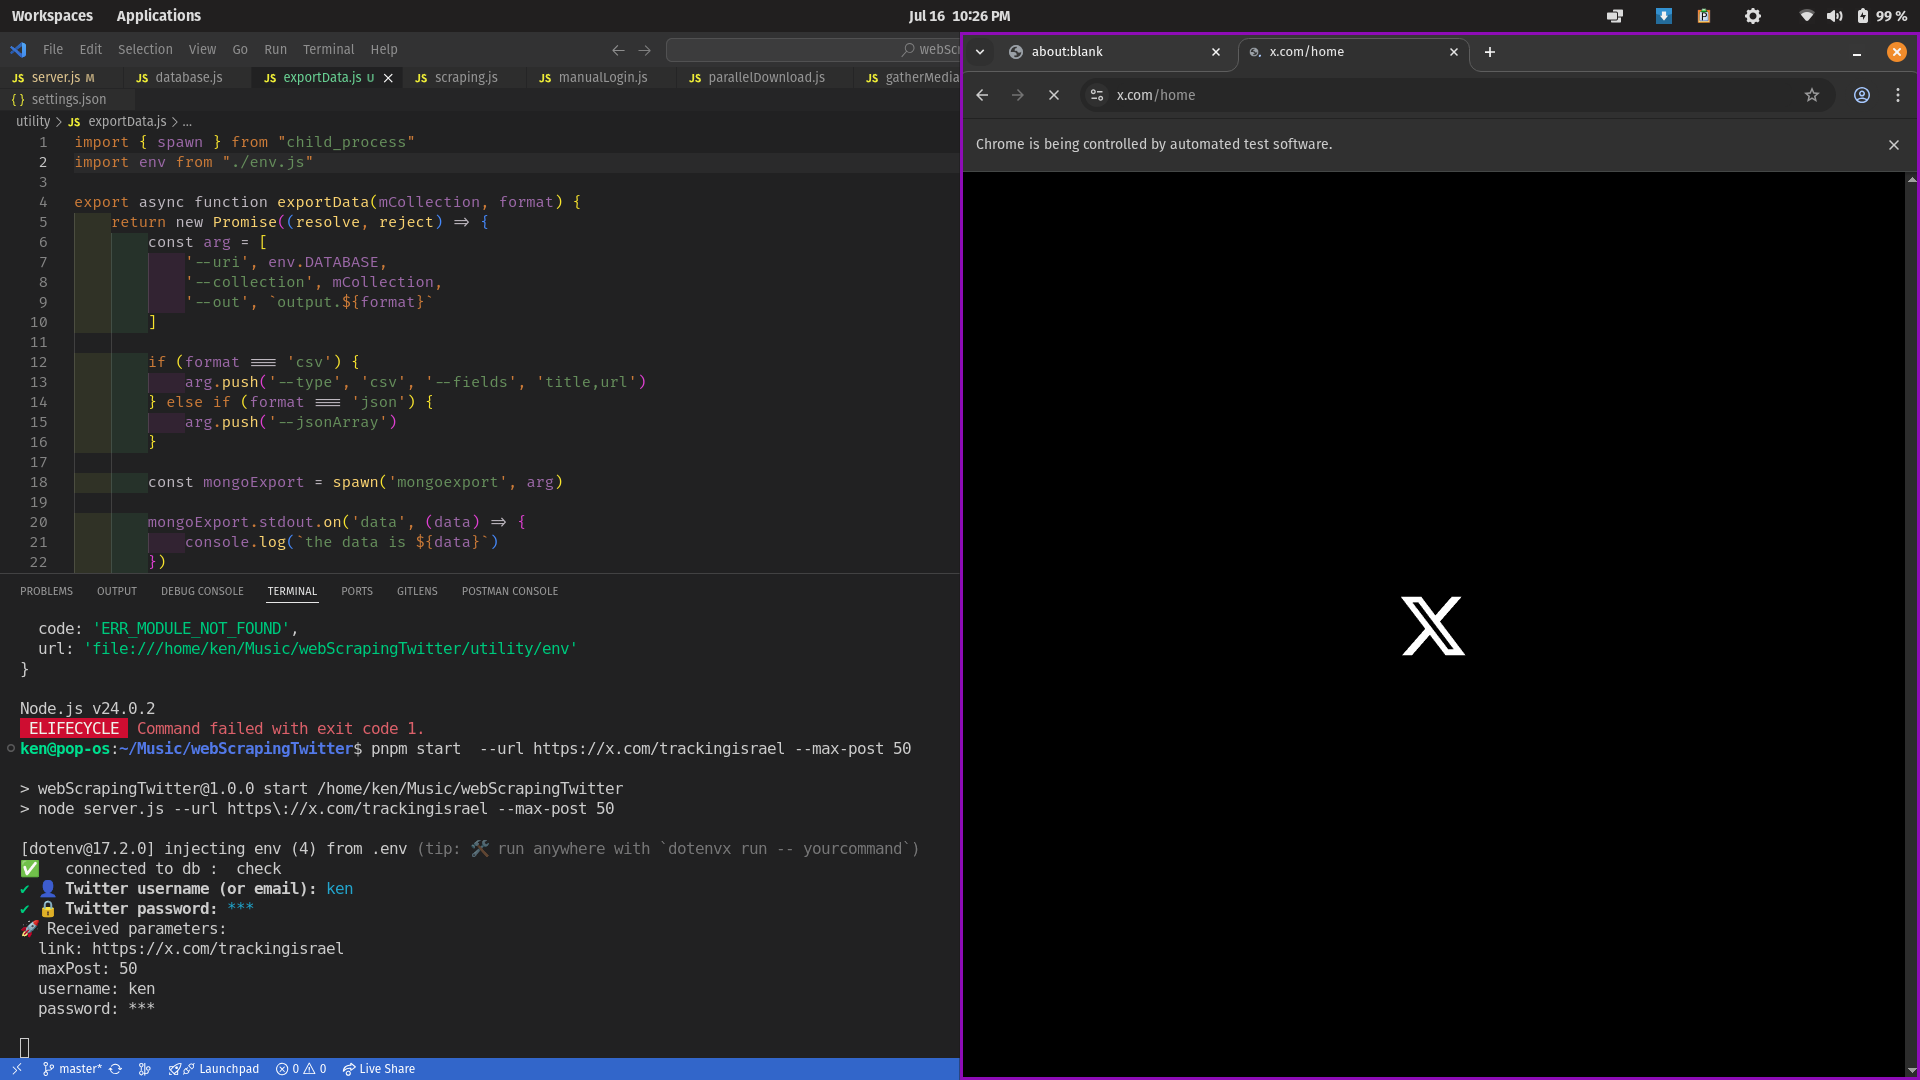 Workspaces Applications Jul 16 10:26 PM 99 %
File Edit Selection View Go Run Terminal Help webScr
server.js M database.js exportData.js U scraping.js manualLogin.js parallelDownload.js gatherMedia
{ } settings.json
utility > JS exportData.js > ...
1 import { spawn } from "child_process"
2 import env from "./env.js"
3
4 export async function exportData(mCollection, format) {
5 return new Promise((resolve, reject) => {
6 const arg = [
7 '--uri', env.DATABASE,
8 '--collection', mCollection,
9 '--out', `output.${format}`
10 ]
11
12 if (format === 'csv') {
13 arg.push('--type', 'csv', '--fields', 'title,url')
14 } else if (format === 'json') {
15 arg.push('--jsonArray')
16 }
17
18 const mongoExport = spawn('mongoexport', arg)
19
20 mongoExport.stdout.on('data', (data) => {
21 console.log(`the data is ${data}`)
22 })
PROBLEMS OUTPUT DEBUG CONSOLE TERMINAL PORTS GITLENS POSTMAN CONSOLE
code: 'ERR_MODULE_NOT_FOUND',
url: 'file:///home/ken/Music/webScrapingTwitter/utility/env'
}
Node.js v24.0.2
ELIFECYCLE Command failed with exit code 1.
ken@pop-os:~/Music/webScrapingTwitter$ pnpm start --url https://x.com/trackingisrael --max-post 50
> webScrapingTwitter@1.0.0 start /home/ken/Music/webScrapingTwitter
> node server.js --url https\://x.com/trackingisrael --max-post 50
[dotenv@17.2.0] injecting env (4) from .env (tip: 🛠️ run anywhere with `dotenvx run -- yourcommand`)
✅ connected to db : check
✔ 👤 Twitter username (or email): ken
✔ 🔒 Twitter password: ***
🚀 Received parameters:
link: https://x.com/trackingisrael
maxPost: 50
username: ken
password: ***
master* Launchpad 0 0 Live Share
about:blank x.com/home
x.com/home
Chrome is being controlled by automated test software.
X